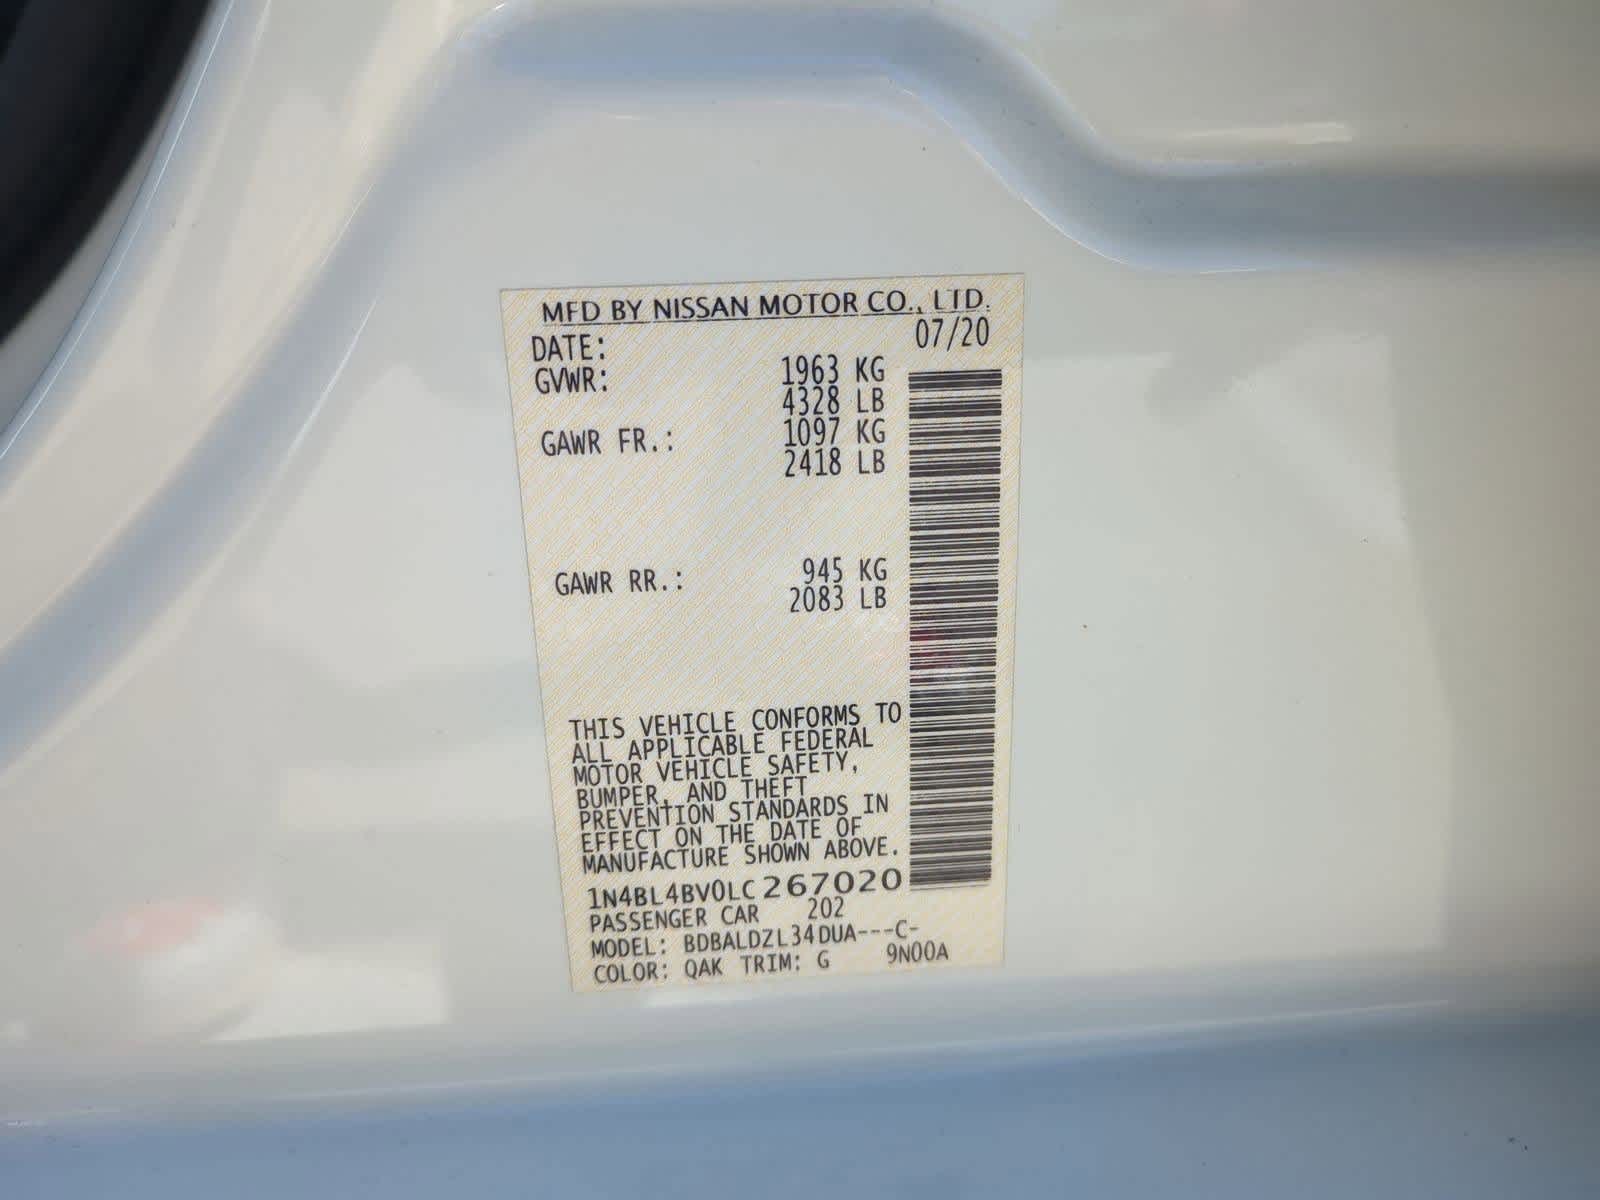 MFD BY NISSAN MOTOR CO., LTD.
DATE: 07/20
GVWR: 1963 KG
4328 LB
GAWR FR.: 1097 KG
2418 LB
GAWR RR.: 945 KG
2083 LB
THIS VEHICLE CONFORMS TO
ALL APPLICABLE FEDERAL
MOTOR VEHICLE SAFETY,
BUMPER, AND THEFT
PREVENTION STANDARDS IN
EFFECT ON THE DATE OF
MANUFACTURE SHOWN ABOVE.
1N4BL4BV0LC267020
PASSENGER CAR 202
MODEL: BDBALDZL34DUA---C-
COLOR: QAK TRIM: G 9N00A